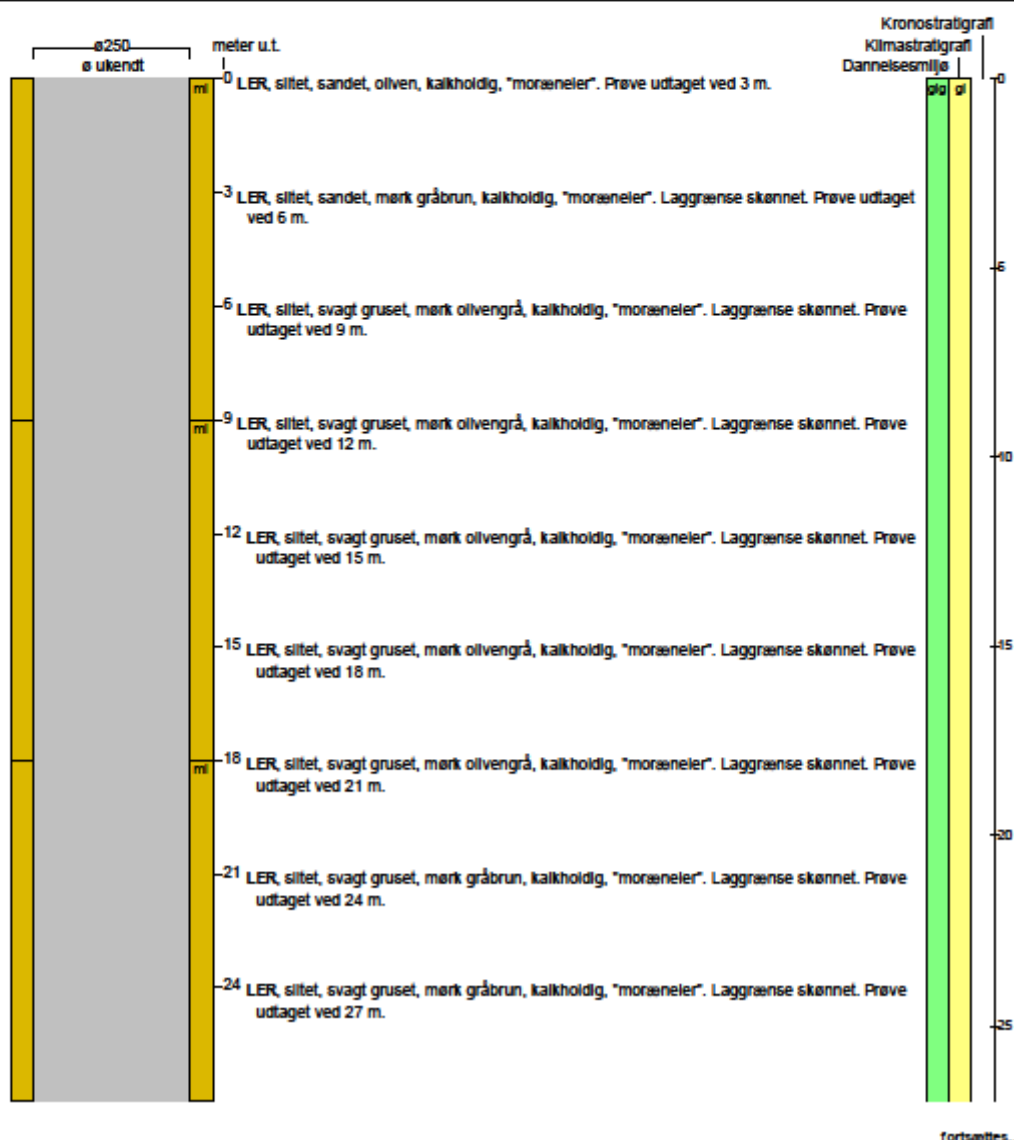 Kronostratigrafi
ø250 meter u.t. Klimastratigrafi
ø ukendt Dannelsesmiljø
ml 0 LER, siltet, sandet, oliven, kalkholdig, "moræneler". Prøve udtaget ved 3 m. glg gl 0
3 LER, siltet, sandet, mørk gråbrun, kalkholdig, "moræneler". Laggrænse skønnet. Prøve udtaget
ved 6 m.
5
6 LER, siltet, svagt gruset, mørk olivengrå, kalkholdig, "moræneler". Laggrænse skønnet. Prøve
udtaget ved 9 m.
ml 9 LER, siltet, svagt gruset, mørk olivengrå, kalkholdig, "moræneler". Laggrænse skønnet. Prøve
udtaget ved 12 m.
10
12 LER, siltet, svagt gruset, mørk olivengrå, kalkholdig, "moræneler". Laggrænse skønnet. Prøve
udtaget ved 15 m.
15 LER, siltet, svagt gruset, mørk olivengrå, kalkholdig, "moræneler". Laggrænse skønnet. Prøve 15
udtaget ved 18 m.
ml 18 LER, siltet, svagt gruset, mørk olivengrå, kalkholdig, "moræneler". Laggrænse skønnet. Prøve
udtaget ved 21 m.
20
21 LER, siltet, svagt gruset, mørk gråbrun, kalkholdig, "moræneler". Laggrænse skønnet. Prøve
udtaget ved 24 m.
24 LER, siltet, svagt gruset, mørk gråbrun, kalkholdig, "moræneler". Laggrænse skønnet. Prøve
udtaget ved 27 m.
25
fortsættes..